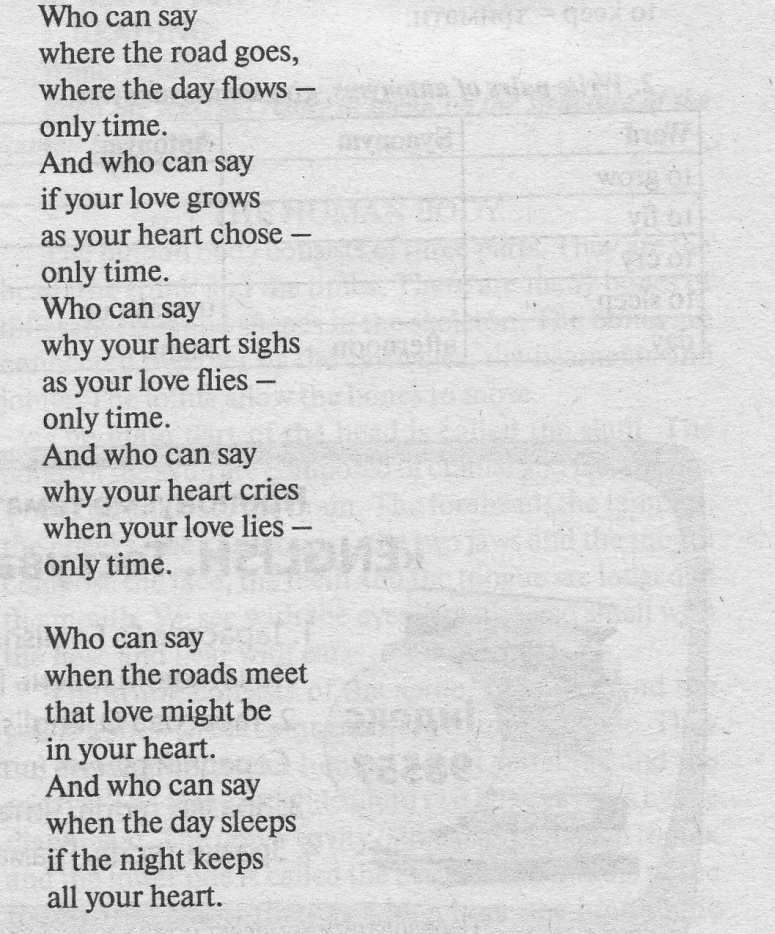 Who can say
where the road goes,
where the day flows —
only time.
And who can say
if your love grows
as your heart chose —
only time.
Who can say
why your heart sighs
as your love flies —
only time.
And who can say
why your heart cries
when your love lies —
only time.
Who can say
when the roads meet
that love might be
in your heart.
And who can say
when the day sleeps
if the night keeps
all your heart.